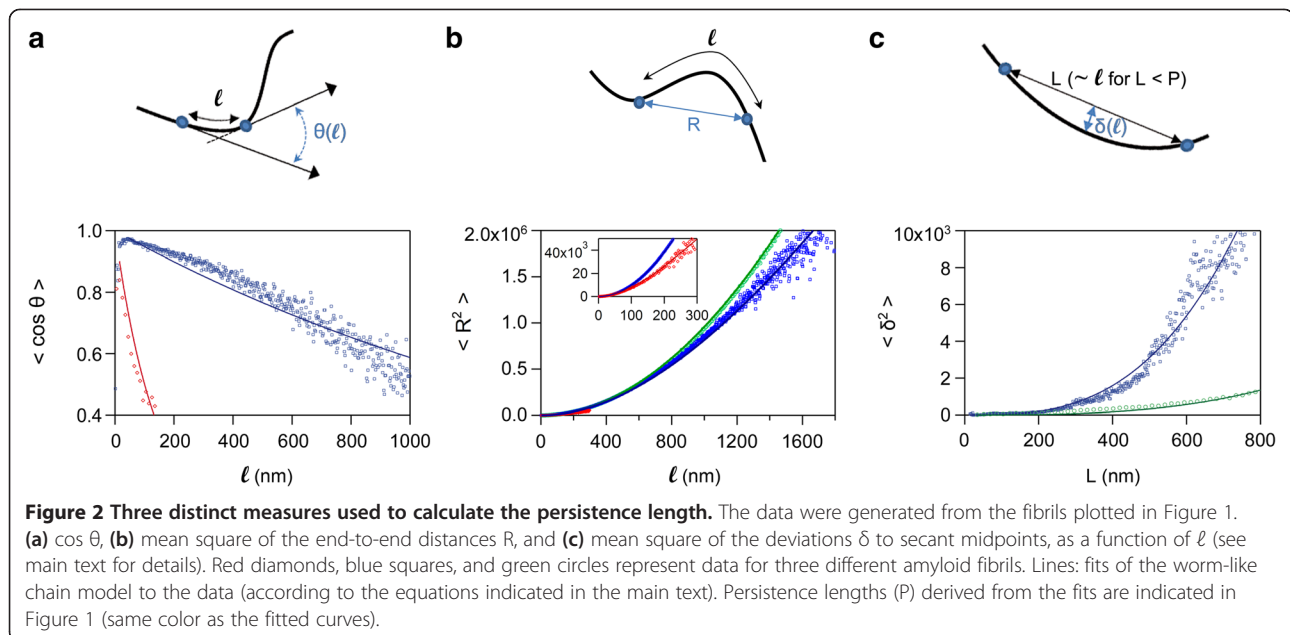 a
b
c
ℓ
θ(ℓ)
ℓ
R
L (~ ℓ for L < P)
δ(ℓ)
< cos θ >
1.0
0.8
0.6
0.4
0 200 400 600 800 1000
ℓ (nm)
< R² >
2.0x10⁶
1.5
1.0
0.5
0.0
40x10³
20
0
0 100 200 300
0 400 800 1200 1600
ℓ (nm)
< δ² >
10x10³
8
6
4
2
0
0 200 400 600 800
L (nm)
Figure 2 Three distinct measures used to calculate the persistence length. The data were generated from the fibrils plotted in Figure 1.
(a) cos θ, (b) mean square of the end-to-end distances R, and (c) mean square of the deviations δ to secant midpoints, as a function of ℓ (see
main text for details). Red diamonds, blue squares, and green circles represent data for three different amyloid fibrils. Lines: fits of the worm-like
chain model to the data (according to the equations indicated in the main text). Persistence lengths (P) derived from the fits are indicated in
Figure 1 (same color as the fitted curves).